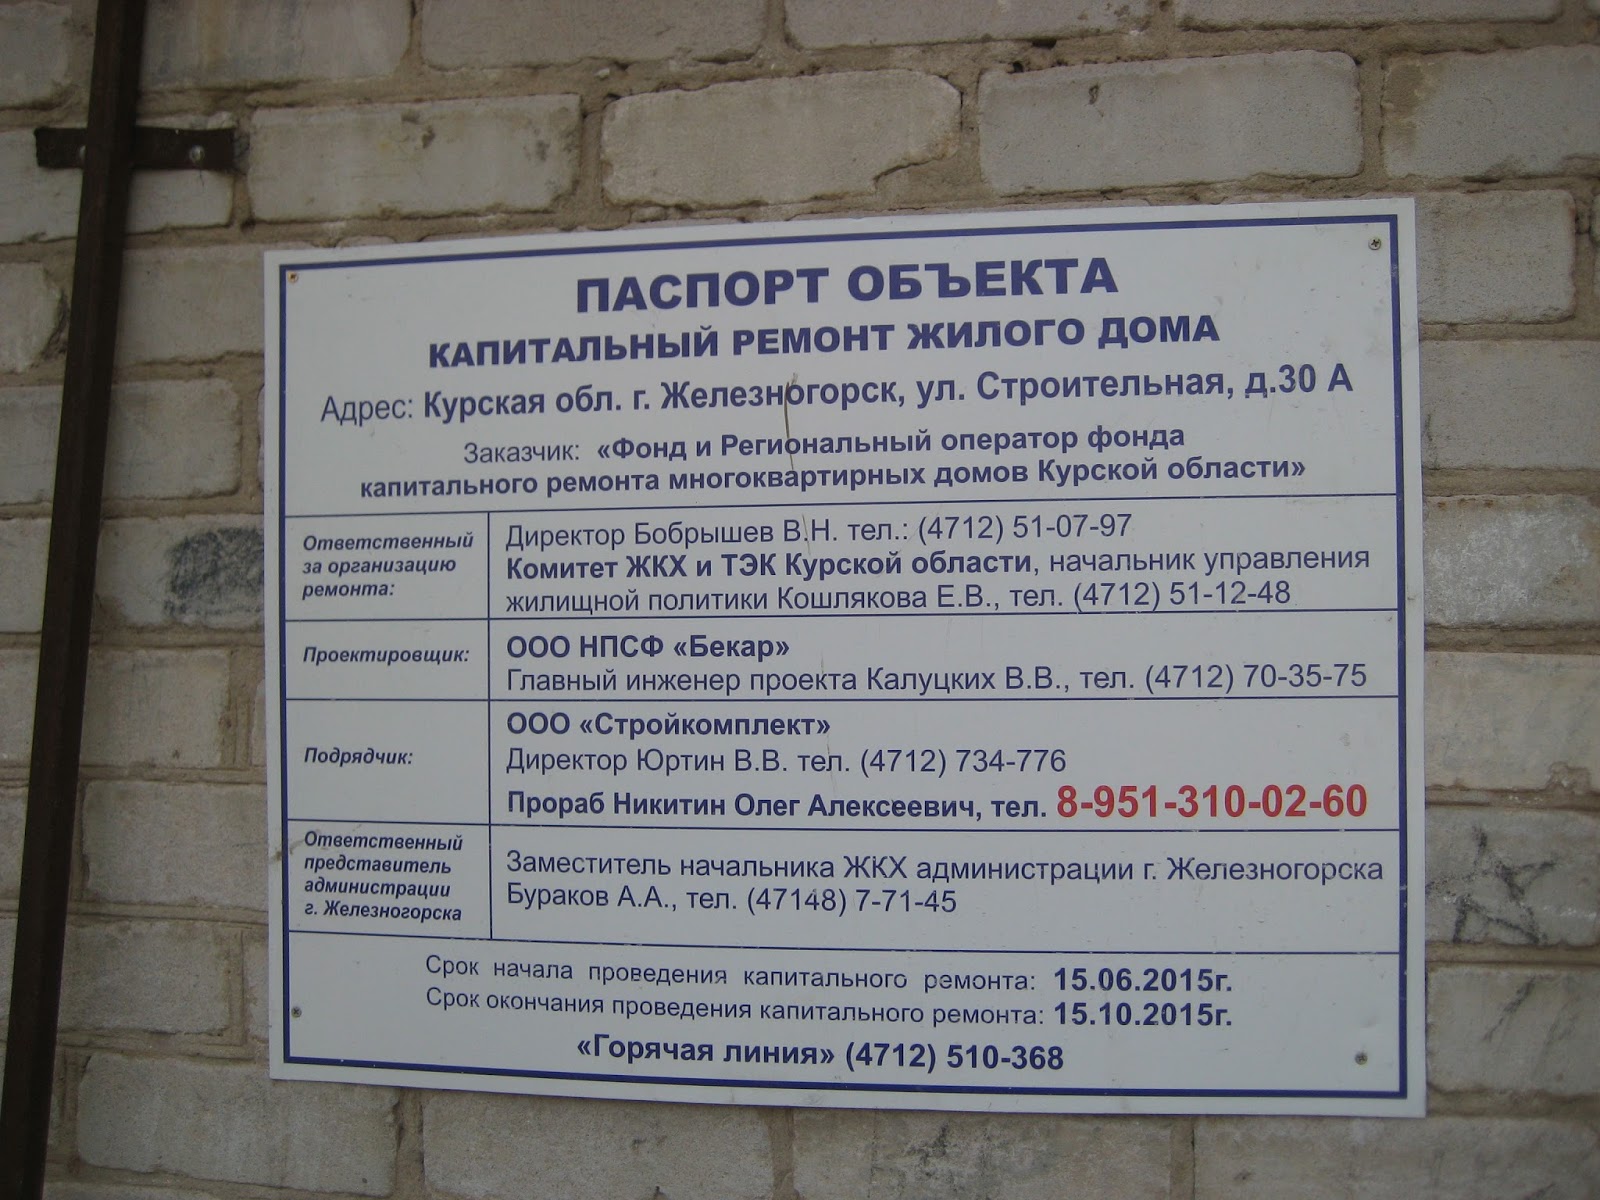 ПАСПОРТ ОБЪЕКТА
КАПИТАЛЬНЫЙ РЕМОНТ ЖИЛОГО ДОМА
Адрес: Курская обл. г. Железногорск, ул. Строительная, д.30 А
Заказчик: «Фонд и Региональный оператор фонда
капитального ремонта многоквартирных домов Курской области»
Ответственный
за организацию
ремонта:
Директор Бобрышев В.Н. тел.: (4712) 51-07-97
Комитет ЖКХ и ТЭК Курской области, начальник управления
жилищной политики Кошлякова Е.В., тел. (4712) 51-12-48
Проектировщик:
ООО НПСФ «Бекар»
Главный инженер проекта Калуцких В.В., тел. (4712) 70-35-75
Подрядчик:
ООО «Стройкомплект»
Директор Юртин В.В. тел. (4712) 734-776
Прораб Никитин Олег Алексеевич, тел. 8-951-310-02-60
Ответственный
представитель
администрации
г. Железногорска
Заместитель начальника ЖКХ администрации г. Железногорска
Бураков А.А., тел. (47148) 7-71-45
Срок начала проведения капитального ремонта: 15.06.2015г.
Срок окончания проведения капитального ремонта: 15.10.2015г.
«Горячая линия» (4712) 510-368